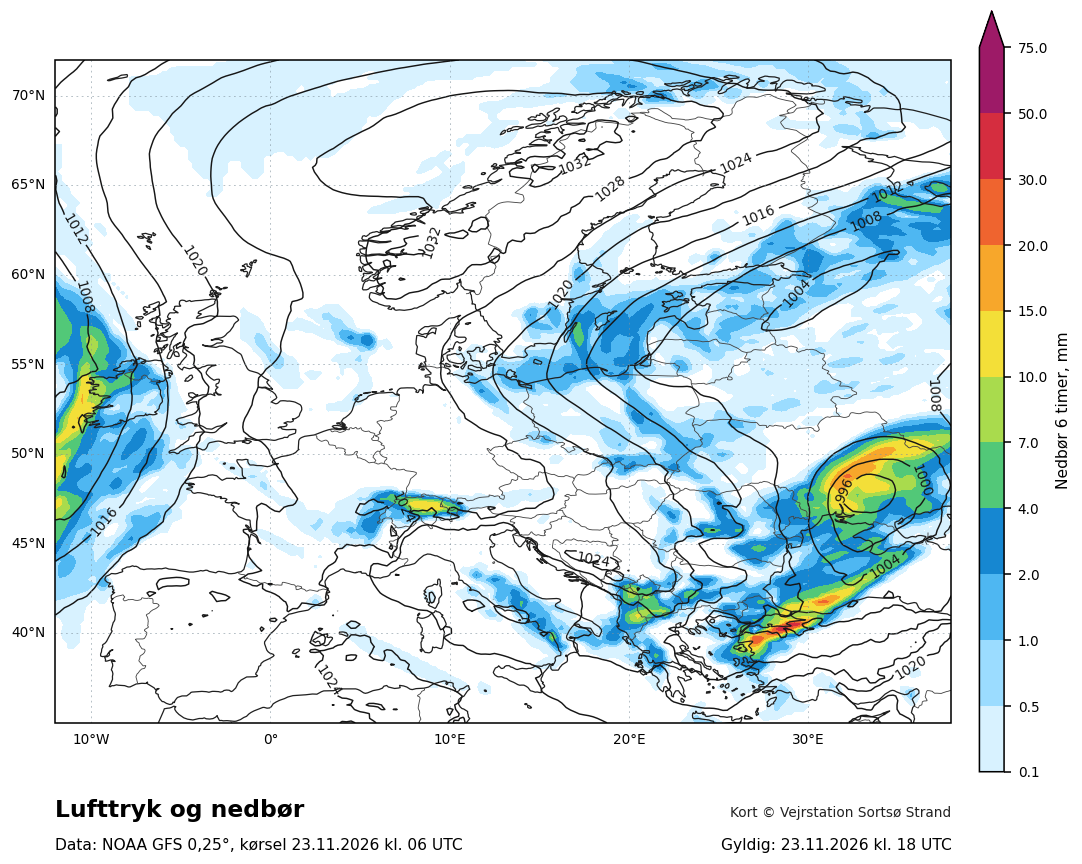 75.0
50.0
30.0
20.0
15.0
10.0
7.0
4.0
2.0
1.0
0.5
0.1
Nedbør 6 timer, mm
70°N
65°N
60°N
55°N
50°N
45°N
40°N
10°W
0°
10°E
20°E
30°E
1012
1008
1020
1016
1032
1032
1028
1024
1016
1012
1008
1004
1020
1008
1000
996
1004
1024
1024
1020
Lufttryk og nedbør
Kort © Vejrstation Sortsø Strand
Data: NOAA GFS 0,25°, kørsel 23.11.2026 kl. 06 UTC
Gyldig: 23.11.2026 kl. 18 UTC